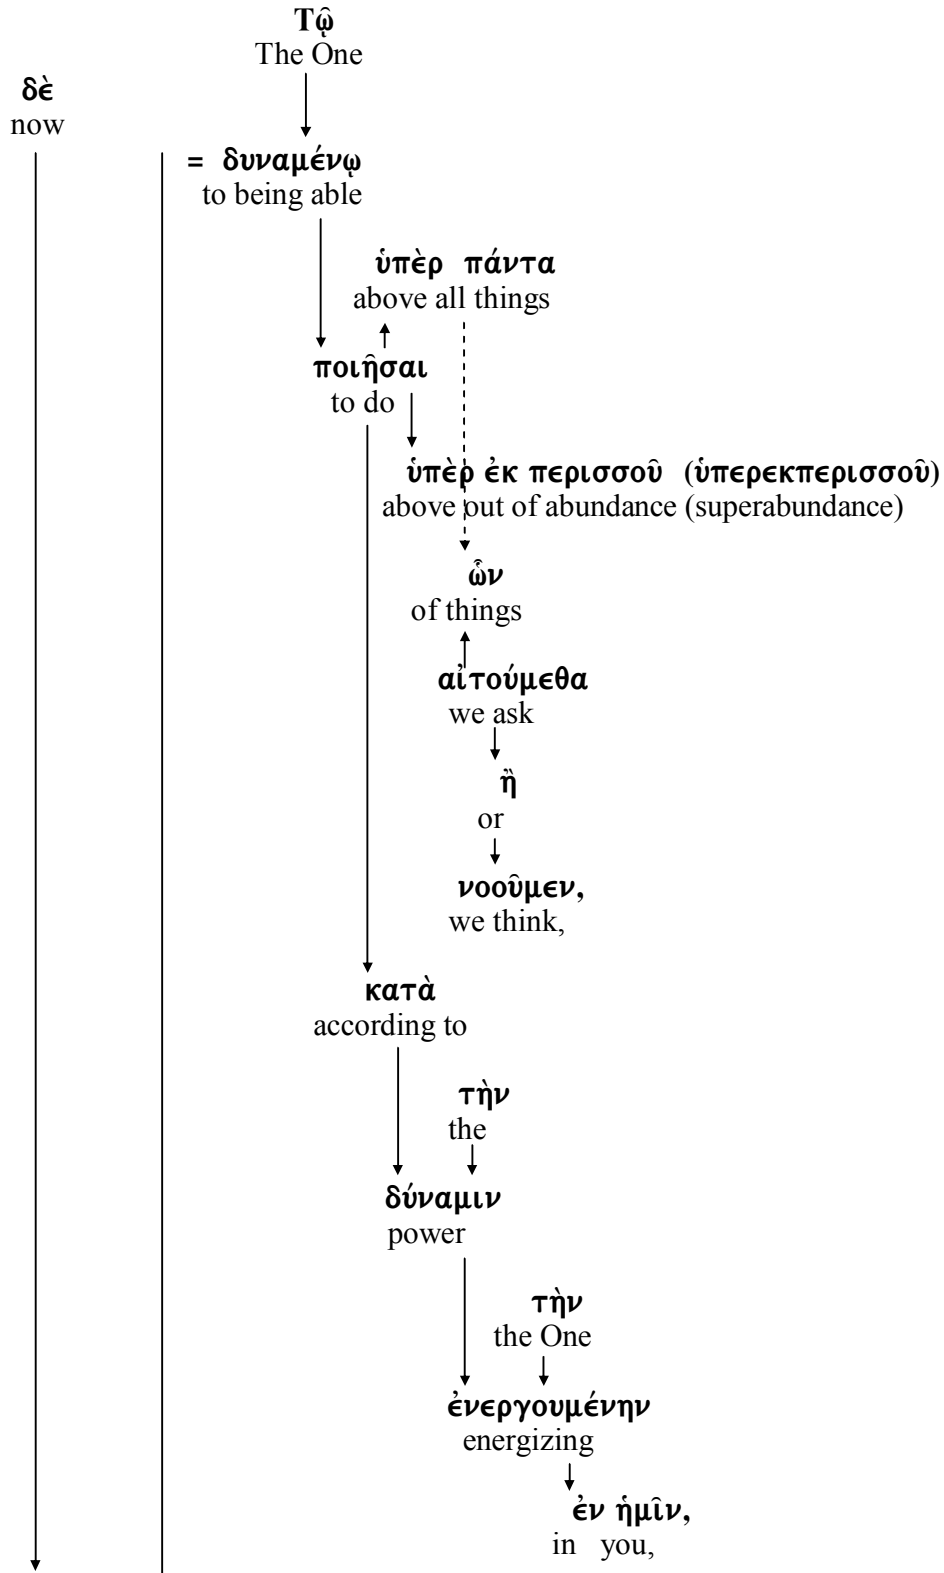 Τῷ
The One
δὲ
now
= δυναμένῳ
to being able
ὑπὲρ πάντα
above all things
ποιῆσαι
to do
ὑπὲρ ἐκ περισσοῦ (ὑπερεκπερισσοῦ)
above out of abundance (superabundance)
ὧν
of things
αἰτούμεθα
we ask
ἢ
or
νοοῦμεν,
we think,
κατὰ
according to
τὴν
the
δύναμιν
power
τὴν
the One
ἐνεργουμένην
energizing
ἐν ἡμῖν,
in you,